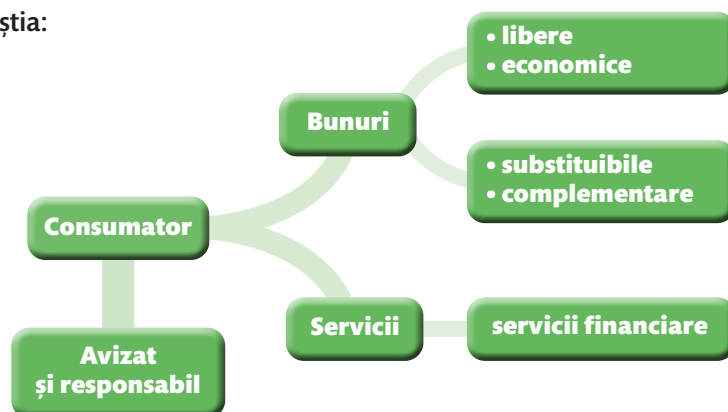 știa:
• libere
• economice
Bunuri
• substituibile
• complementare
Consumator
Servicii
servicii financiare
Avizat
și responsabil